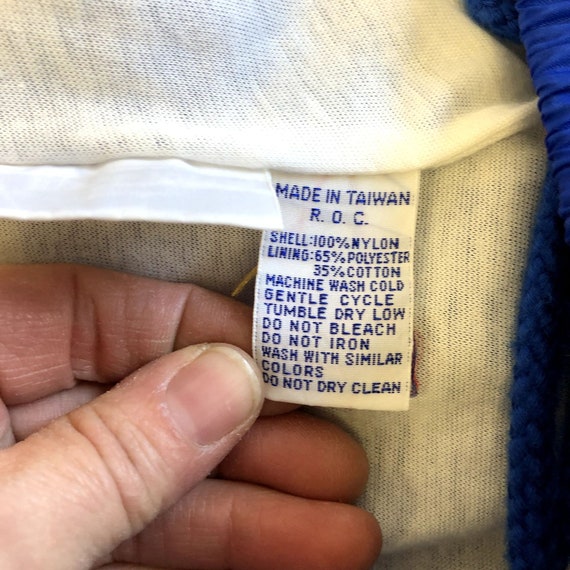 MADE IN TAIWAN
R. O. C.
SHELL:100%NYLON
LINING:65%POLYESTER
35%COTTON
MACHINE WASH COLD
GENTLE CYCLE
TUMBLE DRY LOW
DO NOT BLEACH
DO NOT IRON
WASH WITH SIMILAR
COLORS
DO NOT DRY CLEAN